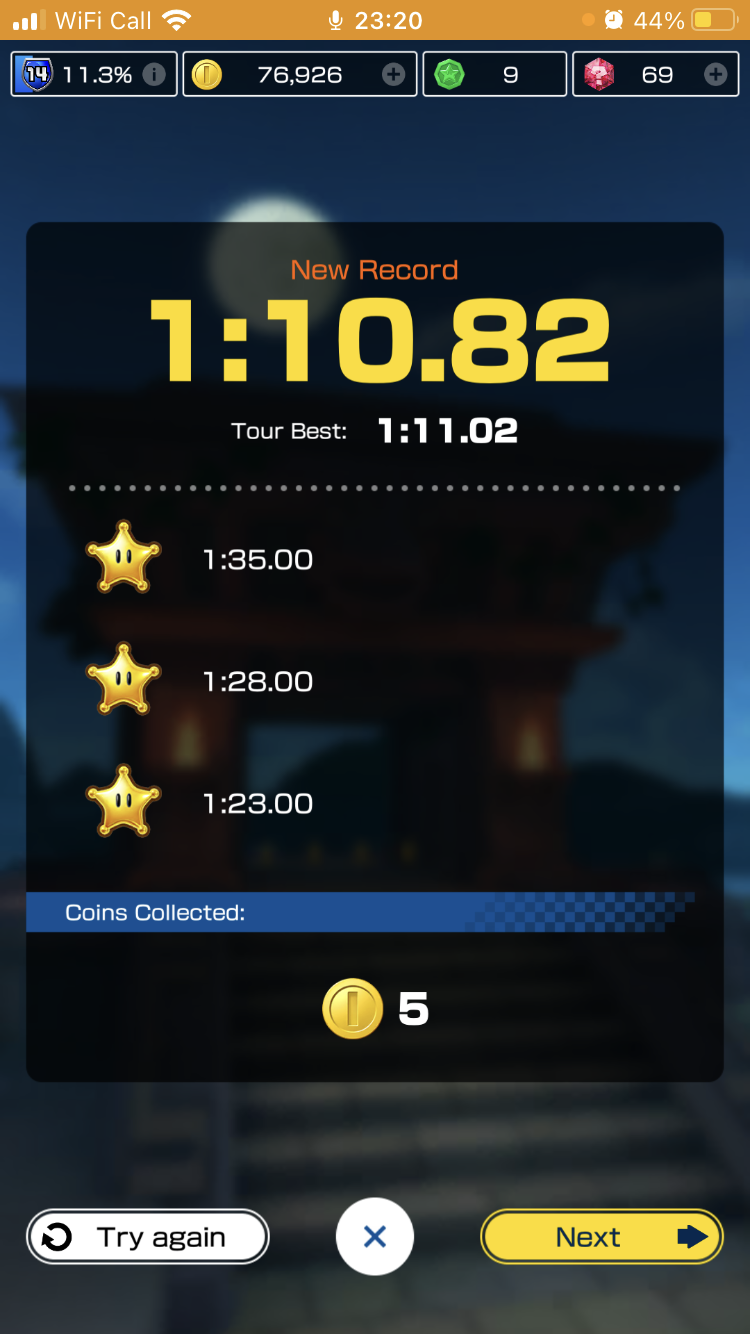 WiFi Call 23:20 44%
14 11.3% i 76,926 + 9 ? 69 +
New Record
1:10.82
Tour Best: 1:11.02
1:35.00
1:28.00
1:23.00
Coins Collected:
5
Try again × Next